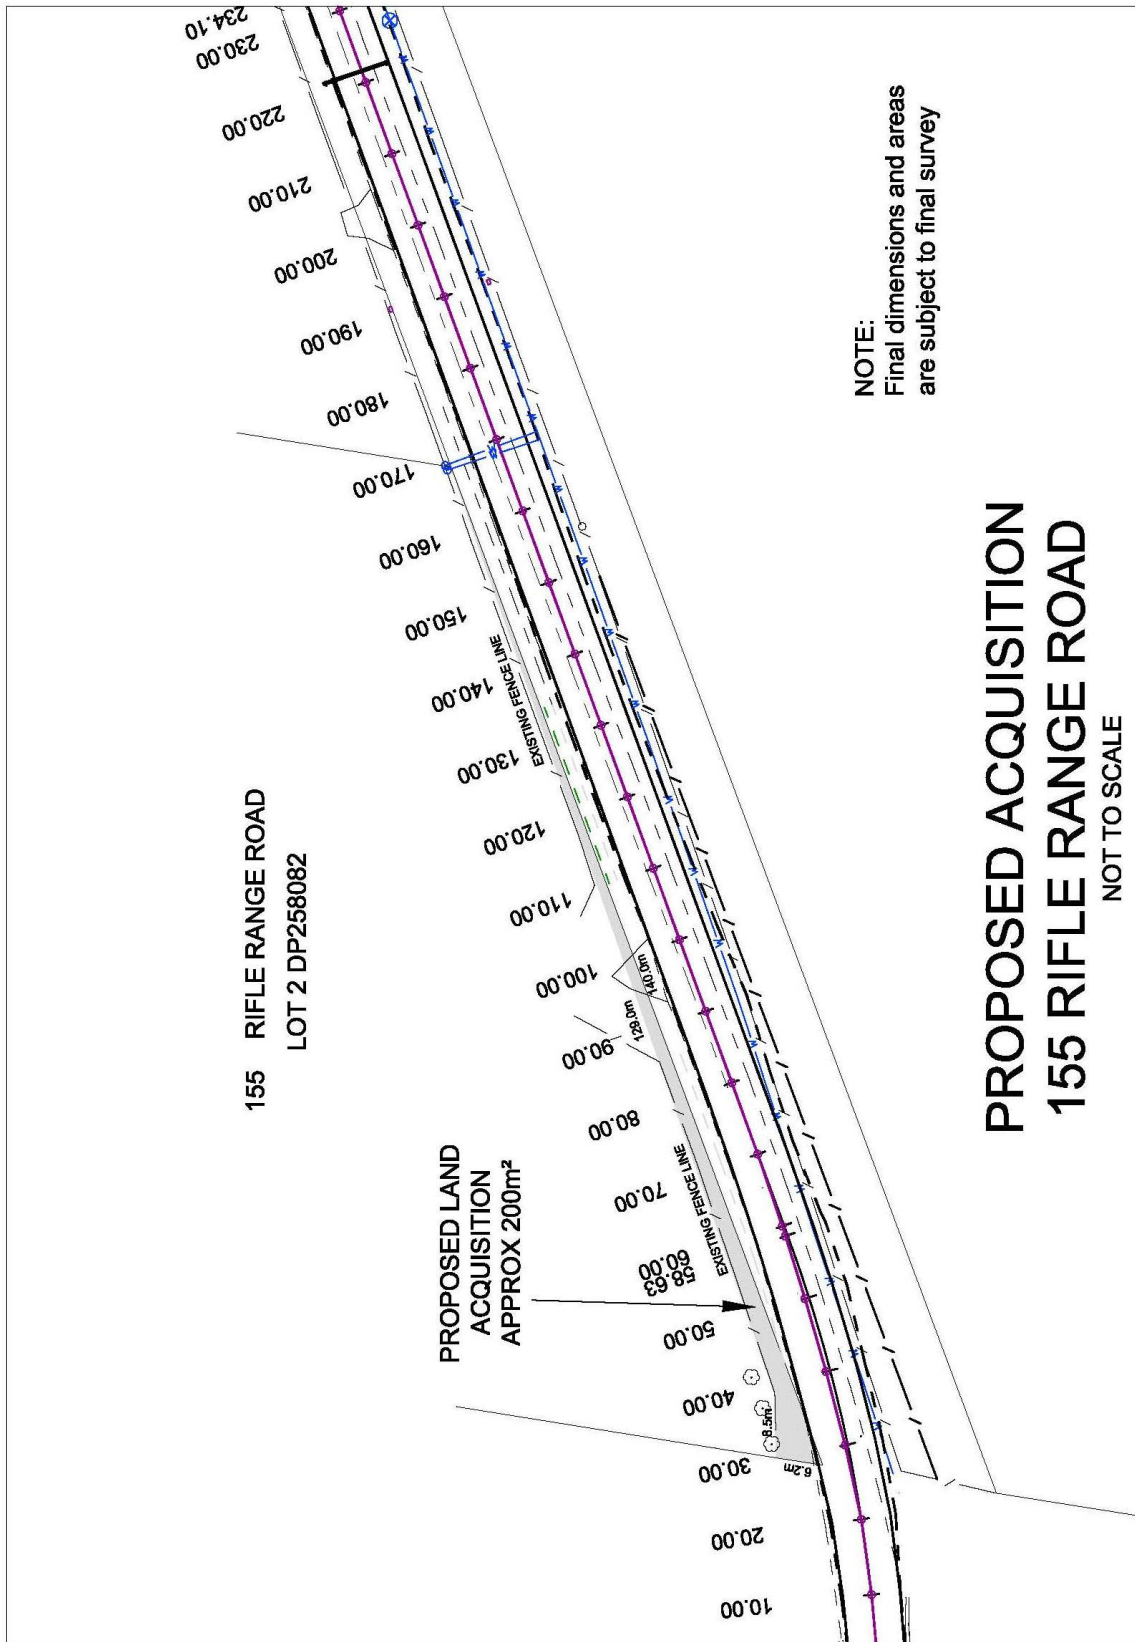 234.10
230.00
220.00
210.00
200.00
190.00
180.00
170.00
160.00
150.00
140.00
130.00
120.00
110.00
100.00
90.00
80.00
70.00
60.00
58.63
50.00
40.00
30.00
20.00
10.00
EXISTING FENCE LINE
EXISTING FENCE LINE
129.0m
140.0m
8.5m
6.2m
155 RIFLE RANGE ROAD
LOT 2 DP258082
PROPOSED LAND
ACQUISITION
APPROX 200m²
NOTE:
Final dimensions and areas
are subject to final survey
PROPOSED ACQUISITION
155 RIFLE RANGE ROAD
NOT TO SCALE